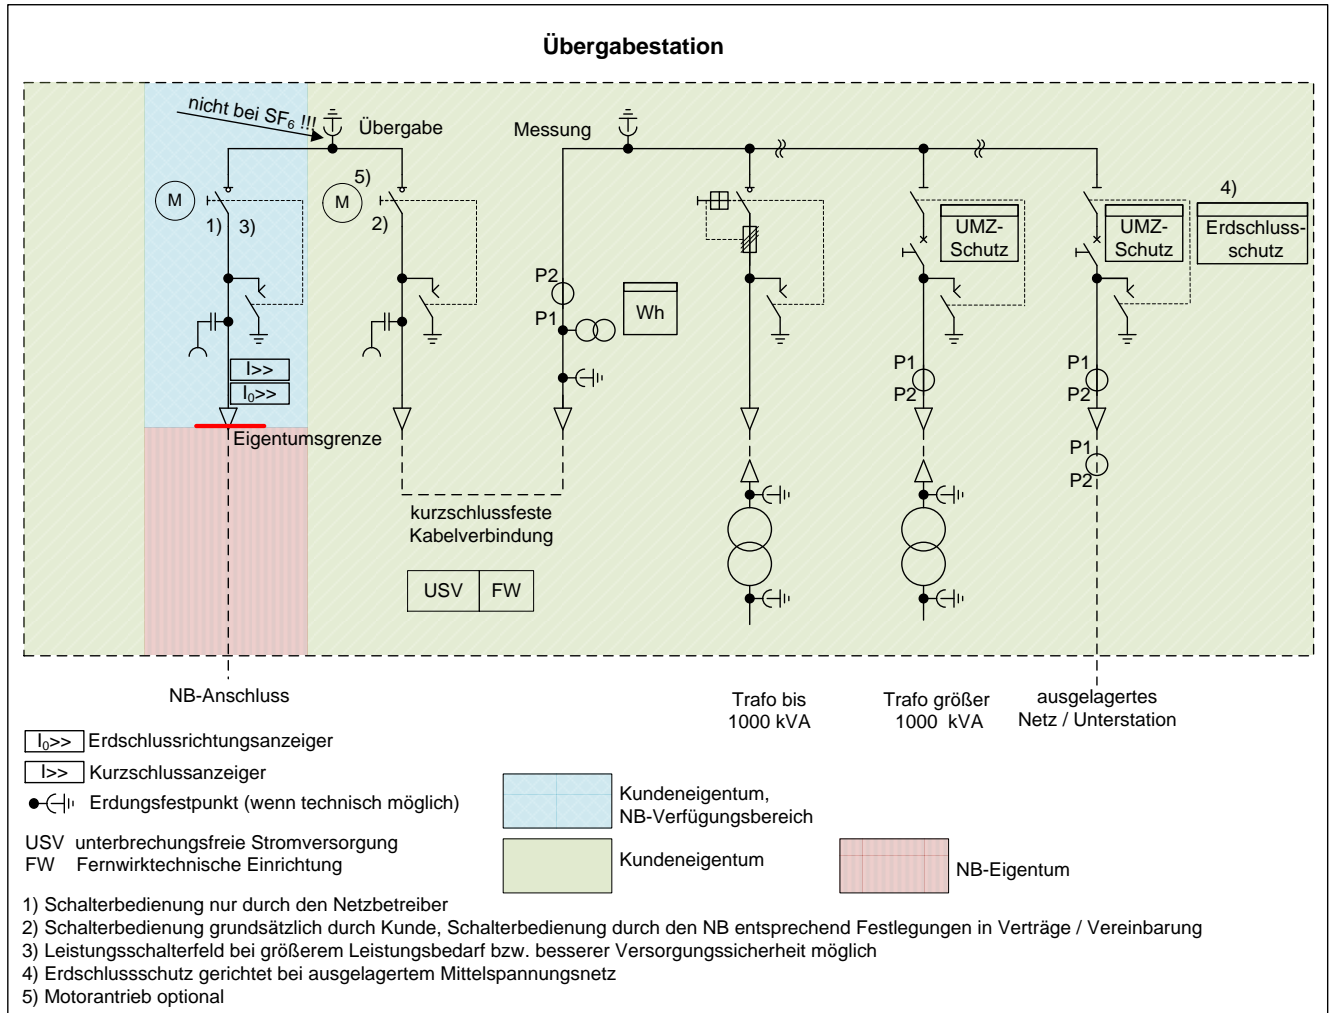 Übergabestation
nicht bei SF₆ !!!
Übergabe
Messung
M
1)
3)
5)
M
2)
4)
UMZ-
Schutz
UMZ-
Schutz
Erdschluss-
schutz
P2
P1
Wh
I>>
I₀>>
P1
P2
P1
P2
P1
P2
Eigentumsgrenze
kurzschlussfeste
Kabelverbindung
USV
FW
NB-Anschluss
Trafo bis
1000 kVA
Trafo größer
1000 kVA
ausgelagertes
Netz / Unterstation
I₀>> Erdschlussrichtungsanzeiger
I>> Kurzschlussanzeiger
Erdungsfestpunkt (wenn technisch möglich)
USV unterbrechungsfreie Stromversorgung
FW Fernwirktechnische Einrichtung
Kundeneigentum,
NB-Verfügungsbereich
Kundeneigentum
NB-Eigentum
1) Schalterbedienung nur durch den Netzbetreiber
2) Schalterbedienung grundsätzlich durch Kunde, Schalterbedienung durch den NB entsprechend Festlegungen in Verträge / Vereinbarung
3) Leistungsschalterfeld bei größerem Leistungsbedarf bzw. besserer Versorgungssicherheit möglich
4) Erdschlussschutz gerichtet bei ausgelagertem Mittelspannungsnetz
5) Motorantrieb optional